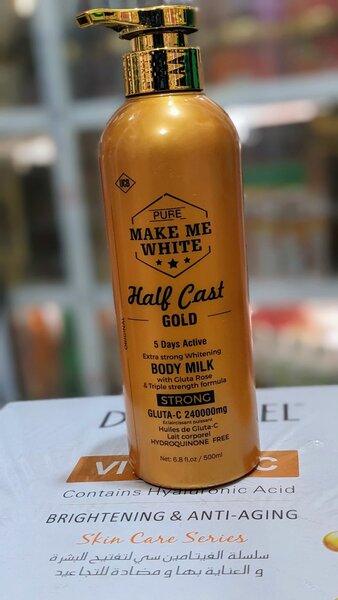 UCB
PURE
MAKE ME
WHITE
Half Cast
GOLD
5 Days Active
Extra strong Whitening
BODY MILK
with Gluta Rose
& Triple strength formula
STRONG
GLUTA-C 240000mg
Eclaircissant puissant
Huiles de Gluta-C
Lait corporel
HYDROQUINONE FREE
Net: 6.8 fl.oz / 500ml
ORIGINAL
Contains Hyaluronic Acid
BRIGHTENING & ANTI-AGING
Skin Care Series
سلسلة الفيتامين سي لتفتيح البشرة
و العناية بها و مضادة للتجاعيد